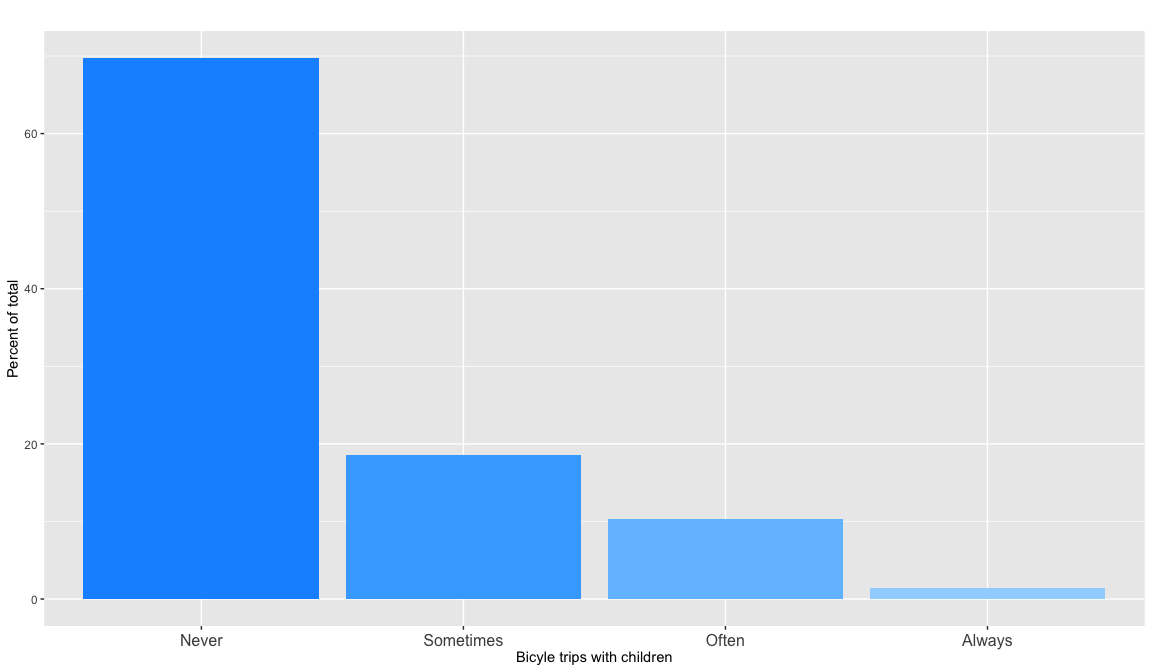 Percent of total
60
40
20
0
Never Sometimes Often Always
Bicyle trips with children